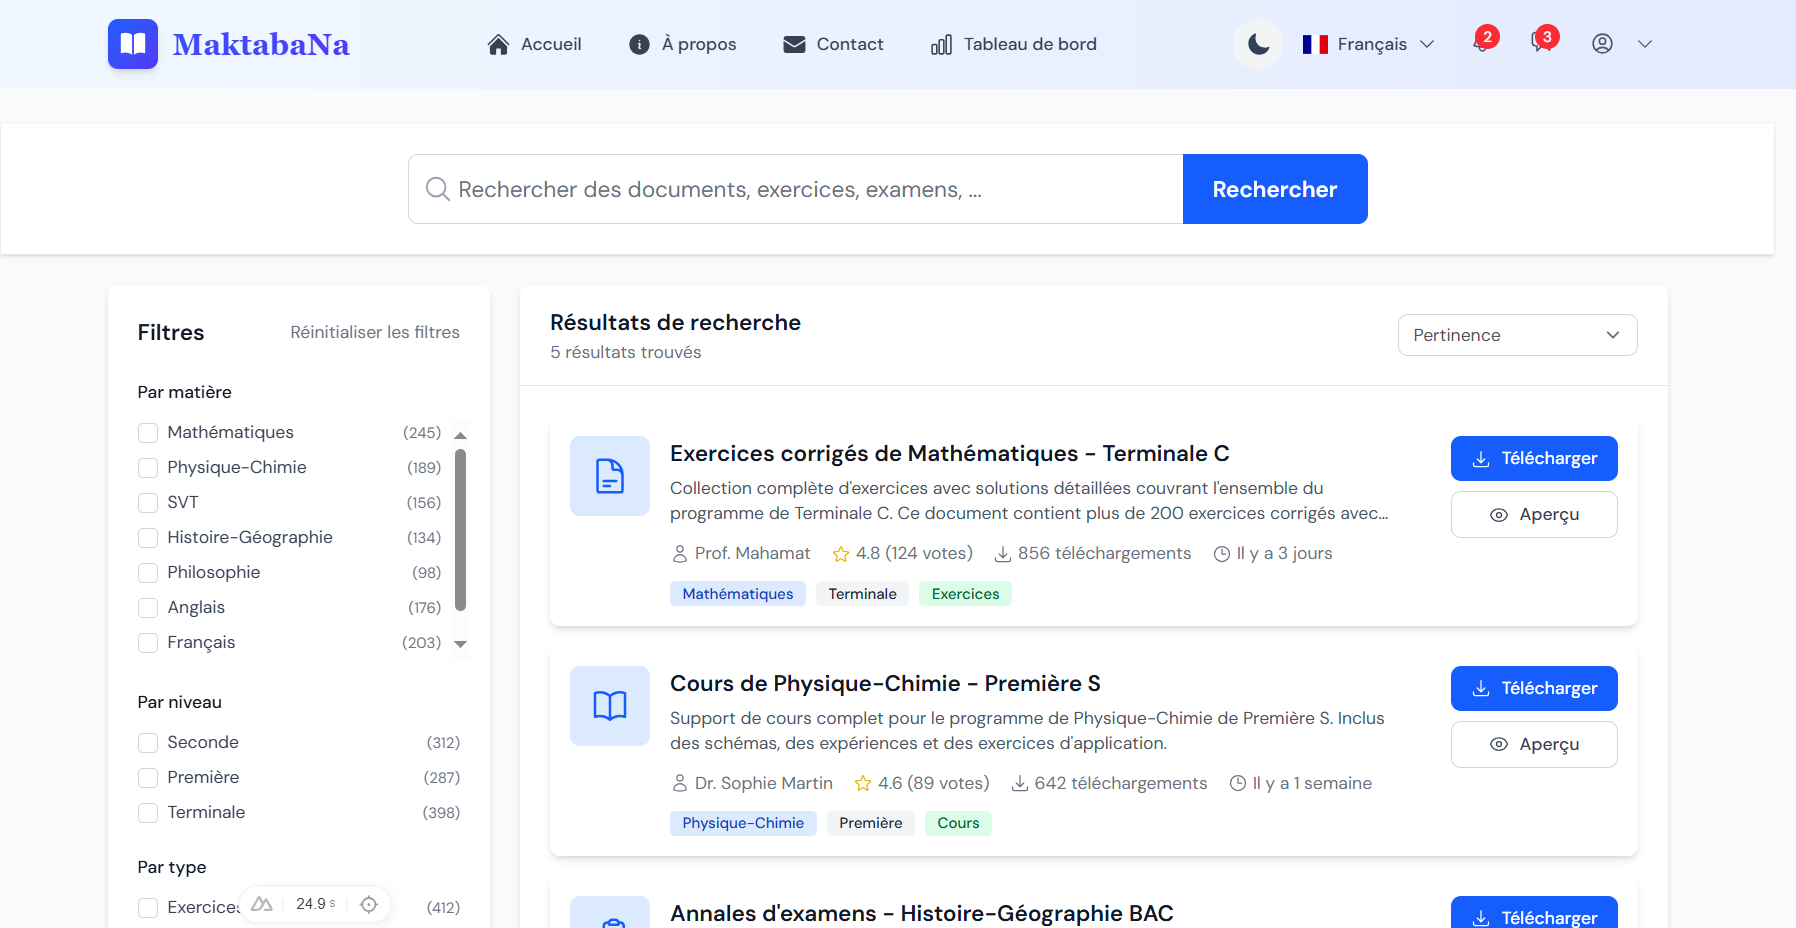 MaktabaNa
Accueil
À propos
Contact
Tableau de bord
Français
2
3
Rechercher des documents, exercices, examens, ...
Rechercher
Filtres
Réinitialiser les filtres
Par matière
Mathématiques (245)
Physique-Chimie (189)
SVT (156)
Histoire-Géographie (134)
Philosophie (98)
Anglais (176)
Français (203)
Par niveau
Seconde (312)
Première (287)
Terminale (398)
Par type
Exercices (412)
24.9 s
Résultats de recherche
5 résultats trouvés
Pertinence
Exercices corrigés de Mathématiques - Terminale C
Collection complète d'exercices avec solutions détaillées couvrant l'ensemble du
programme de Terminale C. Ce document contient plus de 200 exercices corrigés avec...
Prof. Mahamat 4.8 (124 votes) 856 téléchargements Il y a 3 jours
Mathématiques Terminale Exercices
Télécharger
Aperçu
Cours de Physique-Chimie - Première S
Support de cours complet pour le programme de Physique-Chimie de Première S. Inclus
des schémas, des expériences et des exercices d'application.
Dr. Sophie Martin 4.6 (89 votes) 642 téléchargements Il y a 1 semaine
Physique-Chimie Première Cours
Télécharger
Aperçu
Annales d'examens - Histoire-Géographie BAC
Télécharger